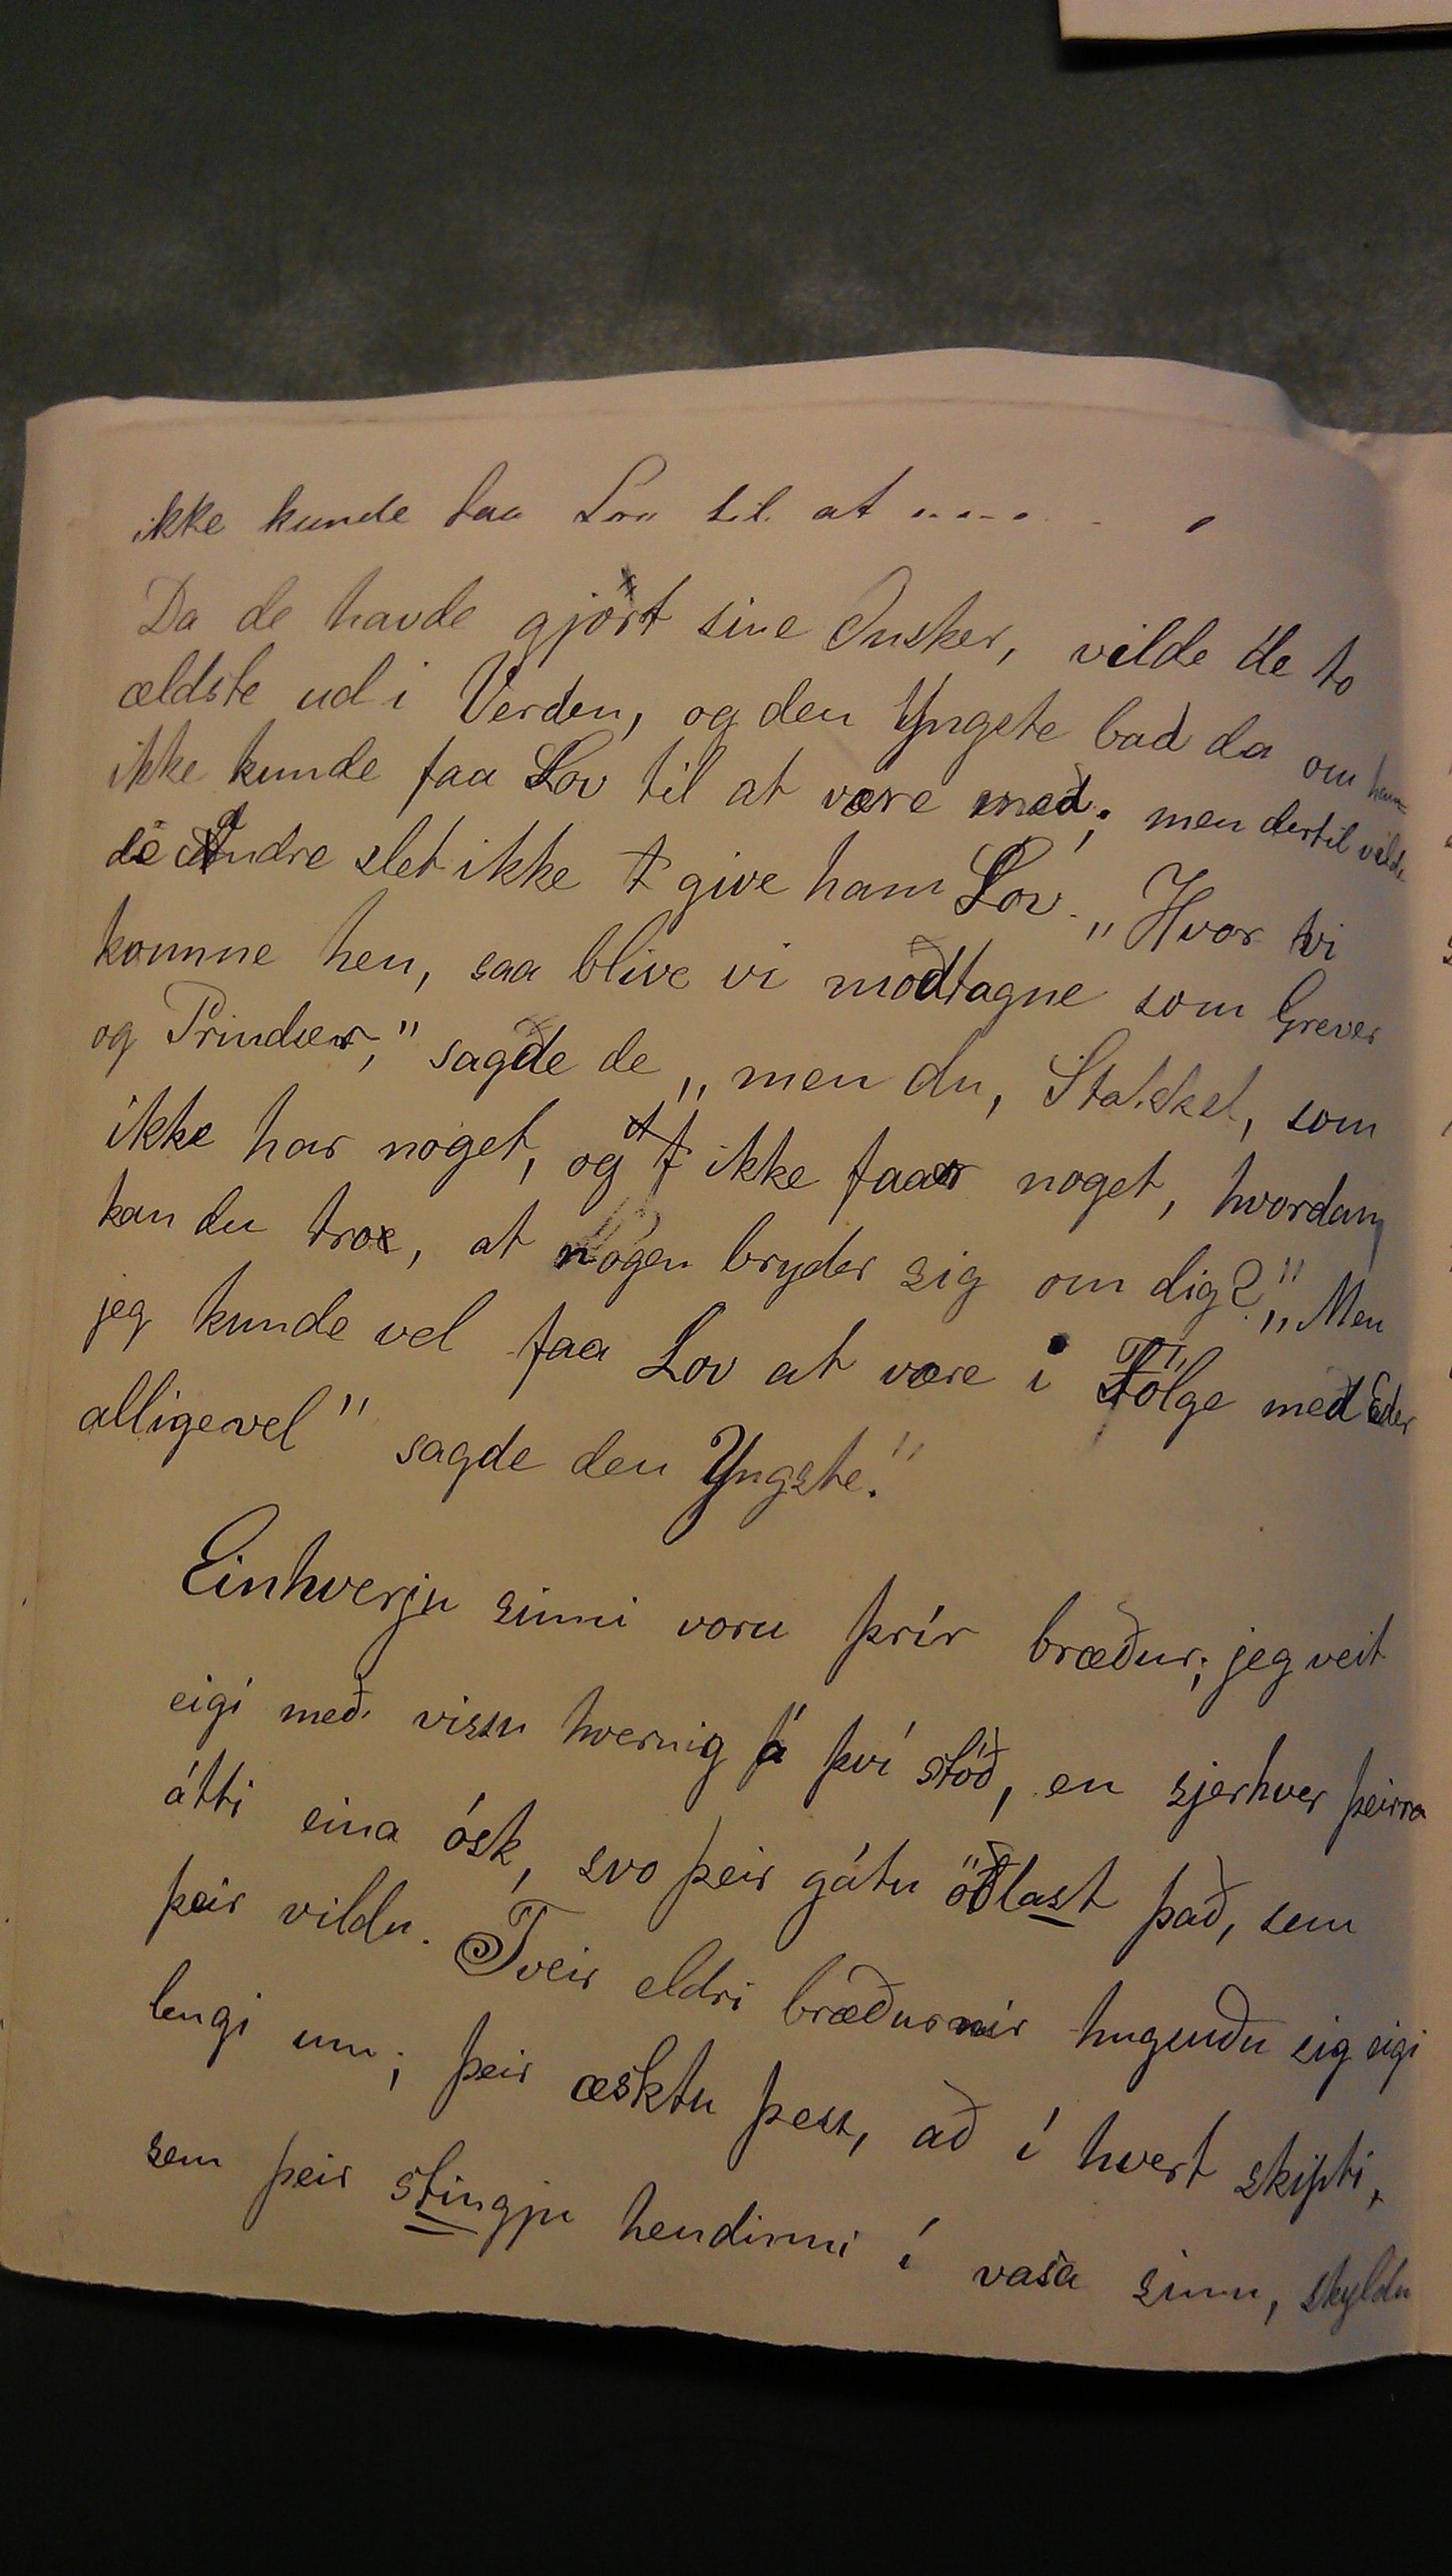 ikke kunde faa Lov til at .....
Da de havde gjort sine Ønsker, vilde de to
ældste ud i Verden, og den Yngste bad da om han
ikke kunde faa Lov til at være med; men dertil vilde
de andre slet ikke give ham Lov. „Hvor vi
komme hen, saa blive vi modtagne som Grever
og Prindser," sagde de „men du, Stakkel, som
ikke har noget, og ikke faaer noget, hvordan
kan du troe, at nogen bryder sig om dig?" „Men
jeg kunde vel faa Lov at være i Følge med Eder
alligevel" sagde den Yngste."
Einhverju sinni voru þrír bræður; jeg veit
eigi með vissu hvernig á því stóð, en sjerhver þeirra
átti eina ósk, svo þeir gátu öðlast það, sem
þeir vildu. Tveir eldri bræðurnir hugsuðu sig eigi
lengi um; þeir æsktu þess, að í hvert skipti,
sem þeir stingju hendinni í vasa sinn, skyldu